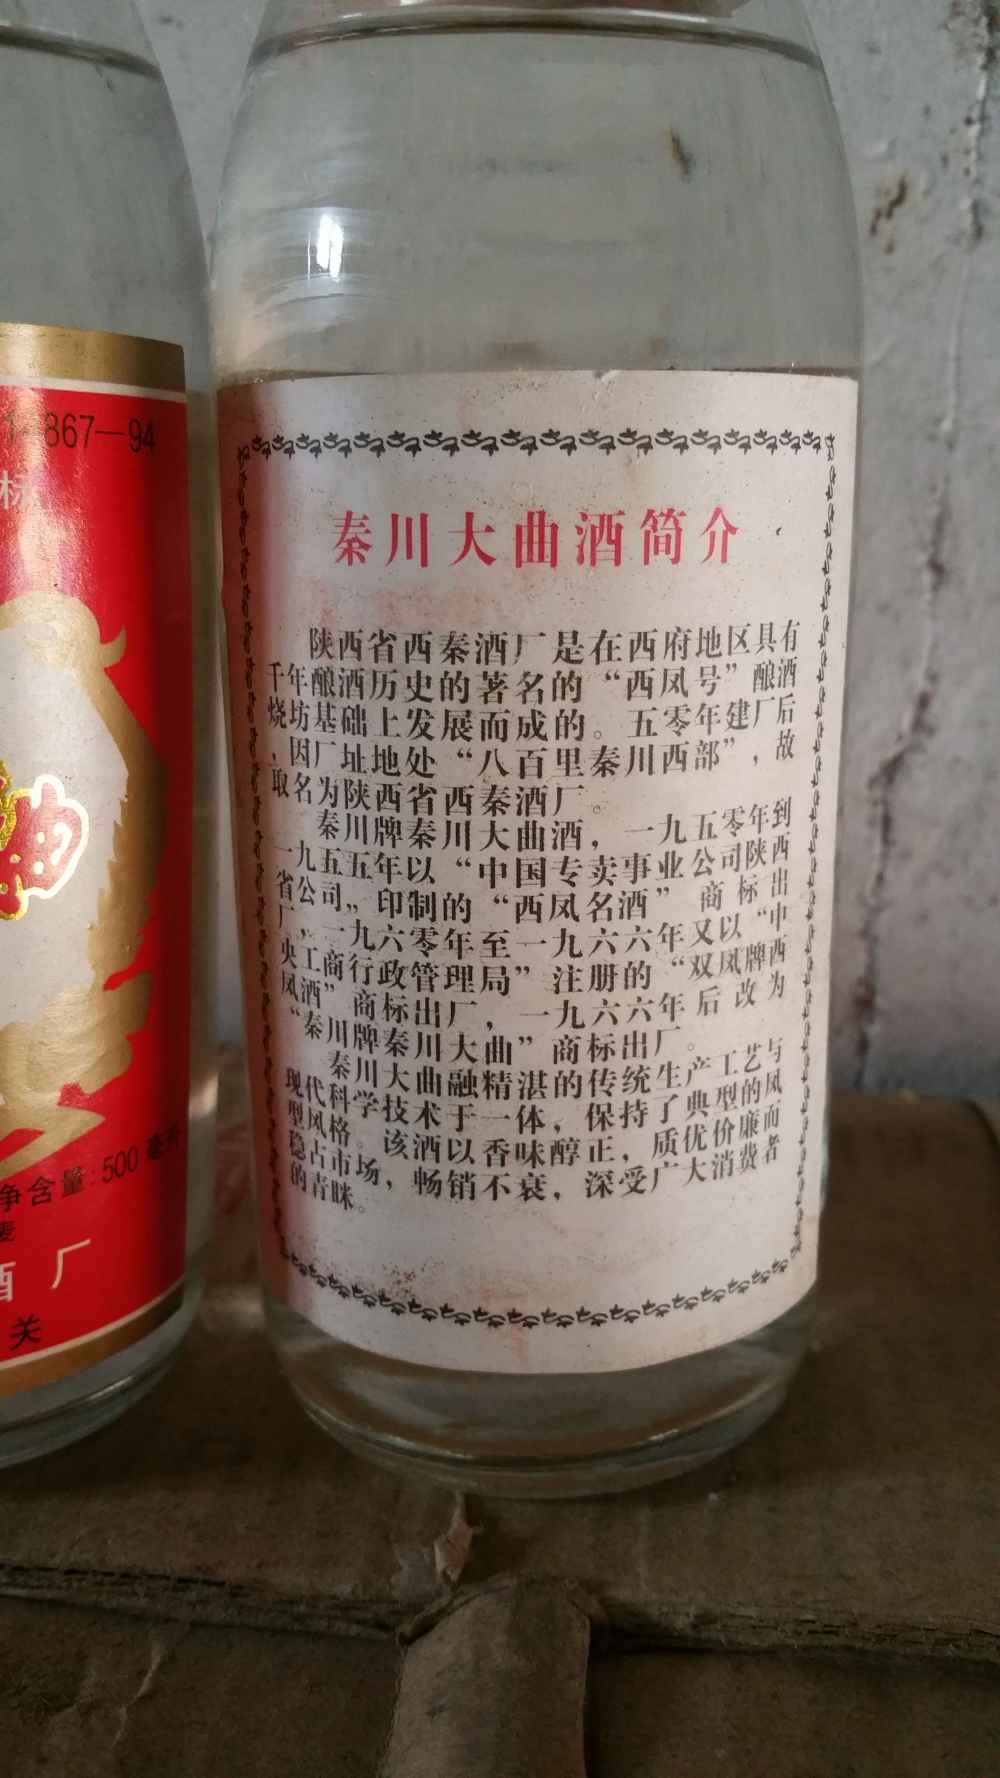 867—94
标
净含量:500毫升
麦
酒厂
关
秦川大曲酒简介
陕西省西秦酒厂是在西府地区具有
千年酿酒历史的著名的“西凤号”酿酒
烧坊基础上发展而成的。五零年建厂后
,因厂址地处“八百里秦川西部”,故
取名为陕西省西秦酒厂。
秦川牌秦川大曲酒,一九五零年到
一九五五年以“中国专卖事业公司陕西
省公司”印制的“西凤名酒”商标出
厂,一九六零年至一九六六年又以“中
央工商行政管理局”注册的“双凤牌西
凤酒”商标出厂,一九六六年后改为
“秦川牌秦川大曲”商标出厂。
秦川大曲融精湛的传统生产工艺与
现代科学技术于一体,保持了典型的凤
型风格。该酒以香味醇正,质优价廉而
稳占市场,畅销不衰,深受广大消费者
的青睐。